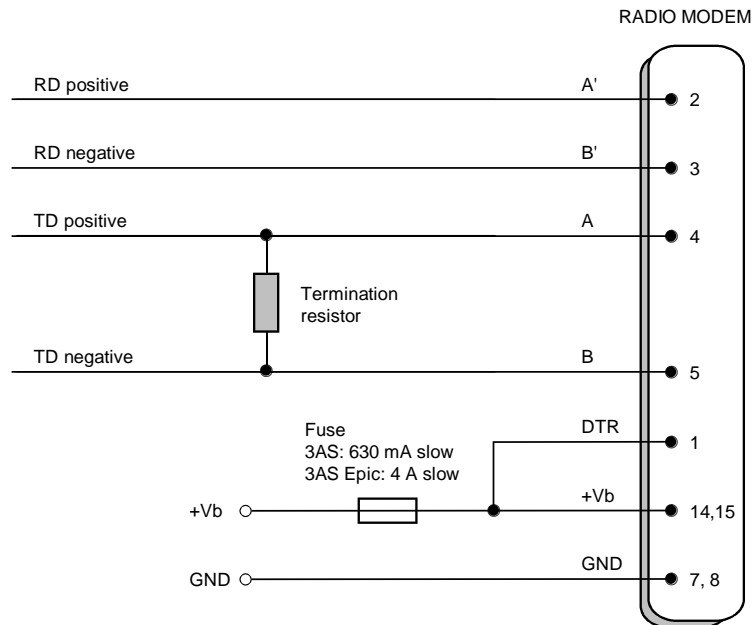 RADIO MODEM
RD positive A' 2
RD negative B' 3
TD positive A 4
Termination
resistor
TD negative B 5
Fuse
3AS: 630 mA slow
3AS Epic: 4 A slow
DTR 1
+Vb +Vb 14,15
GND GND 7, 8